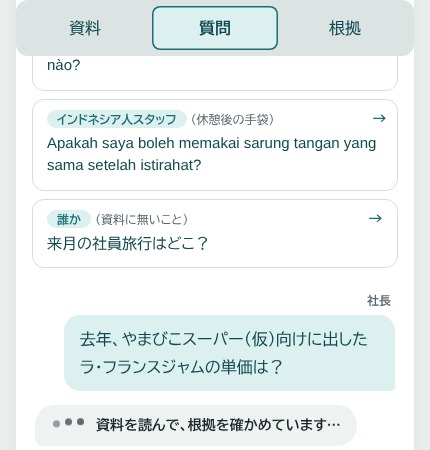 資料
質問
根拠
nào?
インドネシア人スタッフ（休憩後の手袋） →
Apakah saya boleh memakai sarung tangan yang
sama setelah istirahat?
誰か（資料に無いこと） →
来月の社員旅行はどこ？
社長
去年、やまびこスーパー（仮）向けに出した
ラ・フランスジャムの単価は？
資料を読んで、根拠を確かめています…